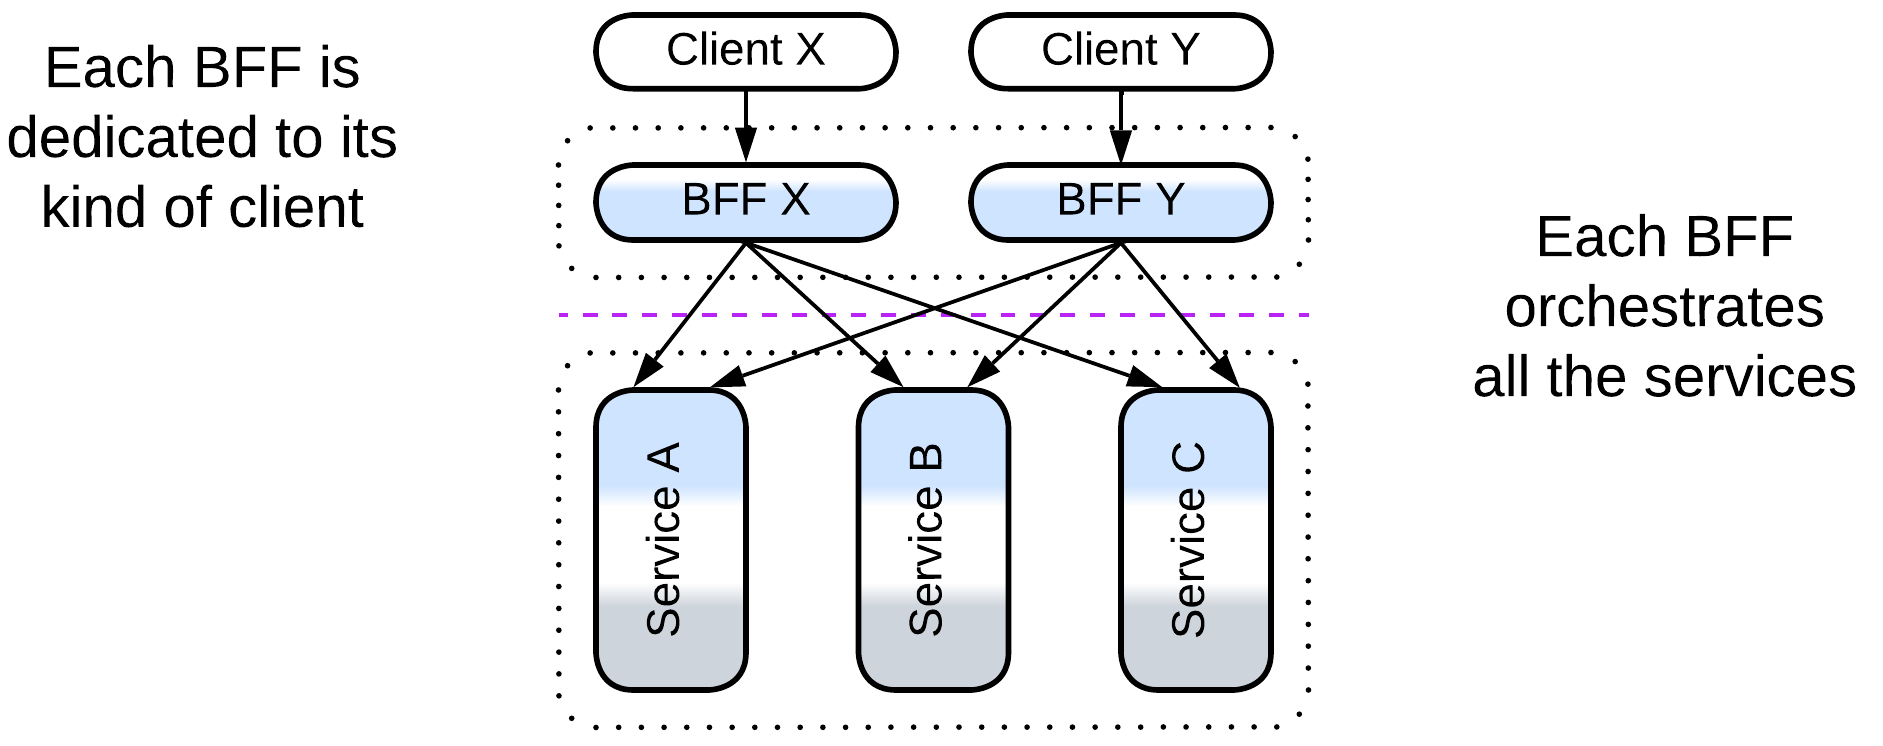 Each BFF is
dedicated to its
kind of client
Client X
Client Y
BFF X
BFF Y
Each BFF
orchestrates
all the services
Service A
Service B
Service C